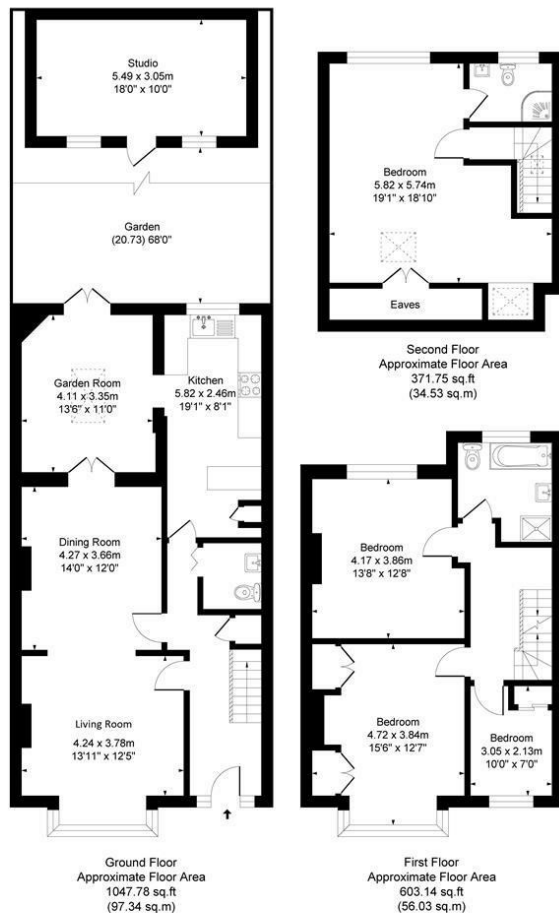 Studio
5.49 x 3.05m
18'0" x 10'0"
Garden
(20.73) 68'0"
Garden Room
4.11 x 3.35m
13'6" x 11'0"
Kitchen
5.82 x 2.46m
19'1" x 8'1"
Dining Room
4.27 x 3.66m
14'0" x 12'0"
Living Room
4.24 x 3.78m
13'11" x 12'5"
Ground Floor
Approximate Floor Area
1047.78 sq.ft
(97.34 sq.m)
Bedroom
5.82 x 5.74m
19'1" x 18'10"
Eaves
Second Floor
Approximate Floor Area
371.75 sq.ft
(34.53 sq.m)
Bedroom
4.17 x 3.86m
13'8" x 12'8"
Bedroom
4.72 x 3.84m
15'6" x 12'7"
Bedroom
3.05 x 2.13m
10'0" x 7'0"
First Floor
Approximate Floor Area
603.14 sq.ft
(56.03 sq.m)